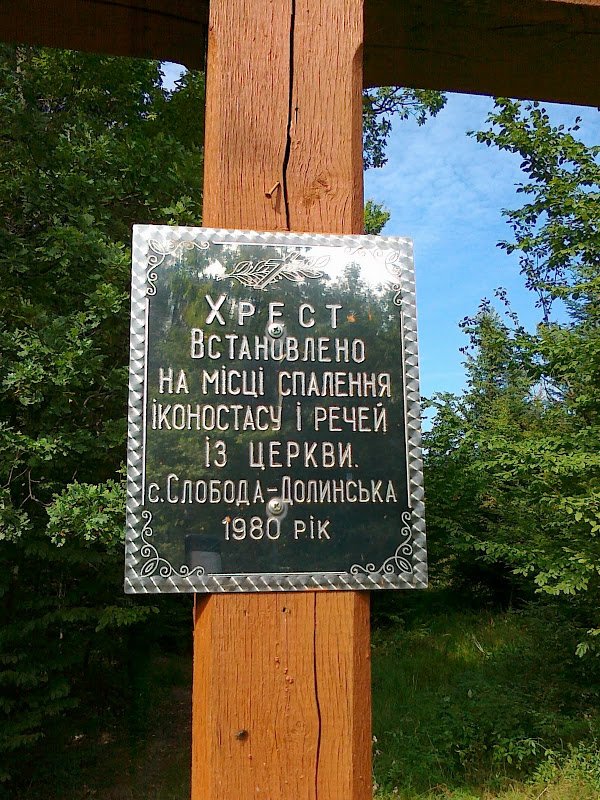 ХРЕСТ
ВСТАНОВЛЕНО
НА МІСЦІ СПАЛЕННЯ
ІКОНОСТАСУ І РЕЧЕЙ
ІЗ ЦЕРКВИ.
с. СЛОБОДА-ДОЛИНСЬКА
1980 РІК